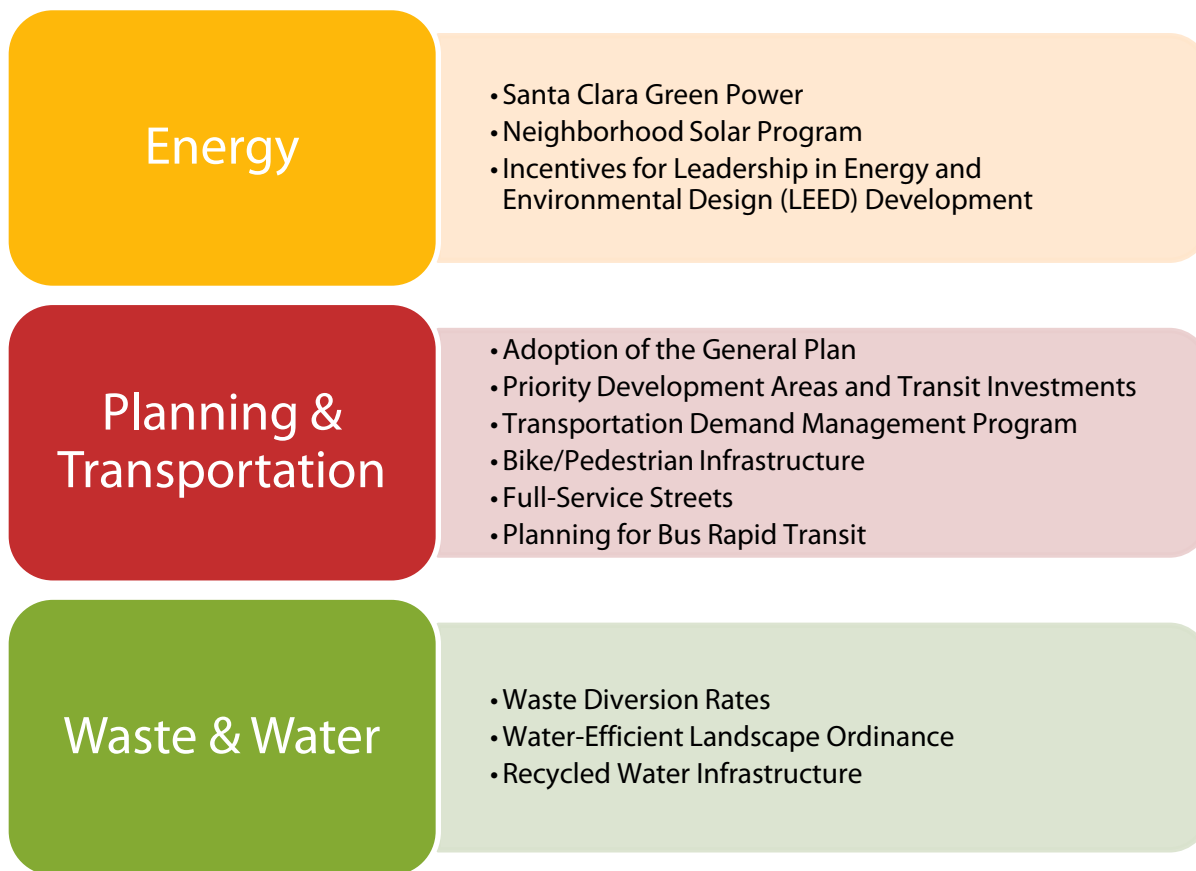 Energy
• Santa Clara Green Power
• Neighborhood Solar Program
• Incentives for Leadership in Energy and
Environmental Design (LEED) Development
Planning &
Transportation
• Adoption of the General Plan
• Priority Development Areas and Transit Investments
• Transportation Demand Management Program
• Bike/Pedestrian Infrastructure
• Full-Service Streets
• Planning for Bus Rapid Transit
Waste & Water
• Waste Diversion Rates
• Water-Efficient Landscape Ordinance
• Recycled Water Infrastructure